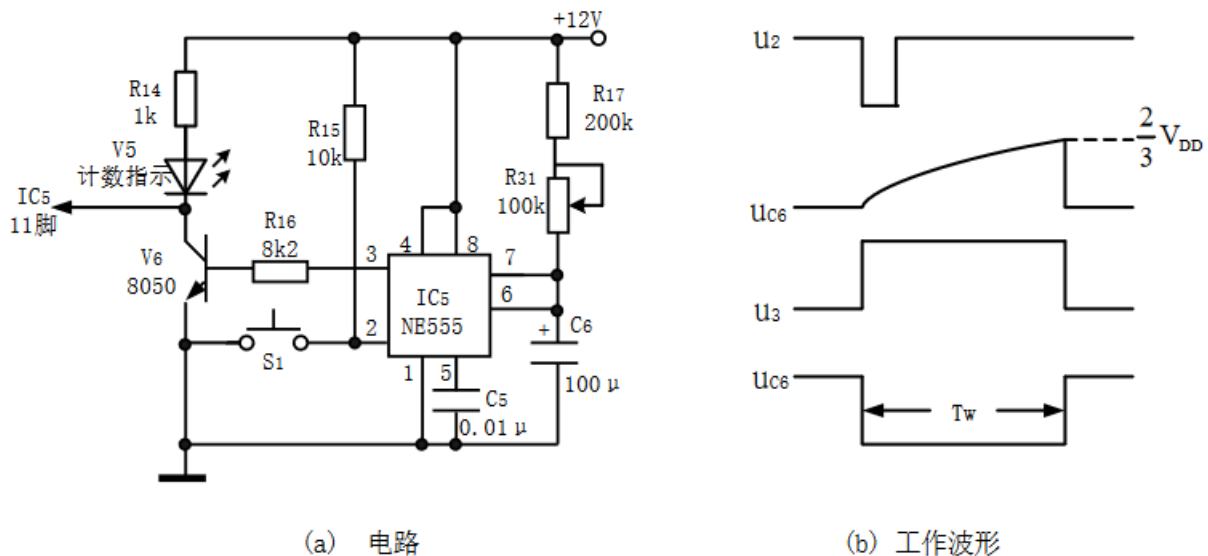 +12V
R14
1k
V5
计数指示
IC5
11脚
V6
8050
R16
8k2
R15
10k
S1
3
4
8
7
6
2
1
5
IC5
NE555
R17
200k
R31
100k
+
C6
100μ
C5
0.01μ
(a) 电路
u2
2/3 VDD
uC6
u3
uC6
Tw
(b) 工作波形